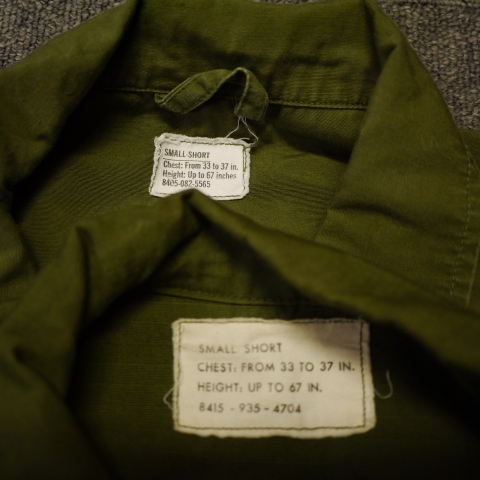 SMALL-SHORT
Chest: From 33 to 37 in.
Height: Up to 67 inches
8405-082-5565
SMALL SHORT
CHEST: FROM 33 TO 37 IN.
HEIGHT: UP TO 67 IN.
8415 - 935 - 4704